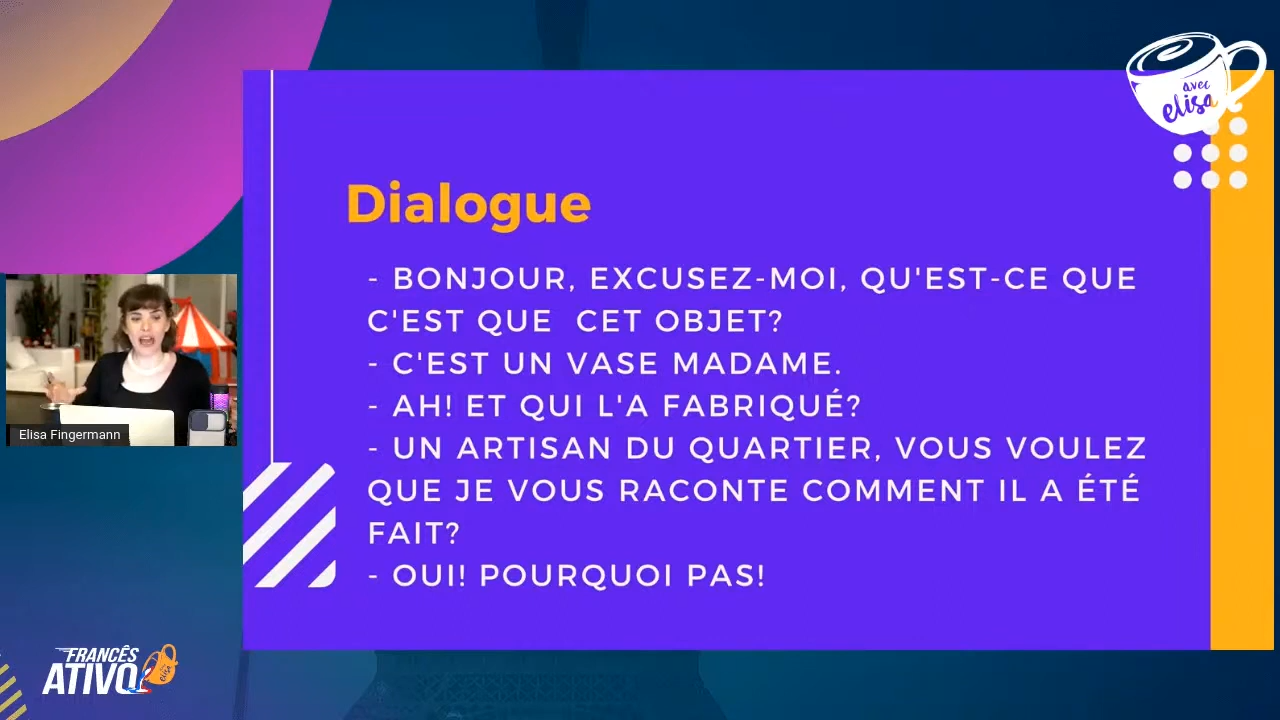 avec
elisa
Dialogue
- BONJOUR, EXCUSEZ-MOI, QU'EST-CE QUE
C'EST QUE CET OBJET?
- C'EST UN VASE MADAME.
- AH! ET QUI L'A FABRIQUÉ?
- UN ARTISAN DU QUARTIER, VOUS VOULEZ
QUE JE VOUS RACONTE COMMENT IL A ÉTÉ
FAIT?
- OUI! POURQUOI PAS!
Elisa Fingermann
FRANCÊS
ATIVO
elisa